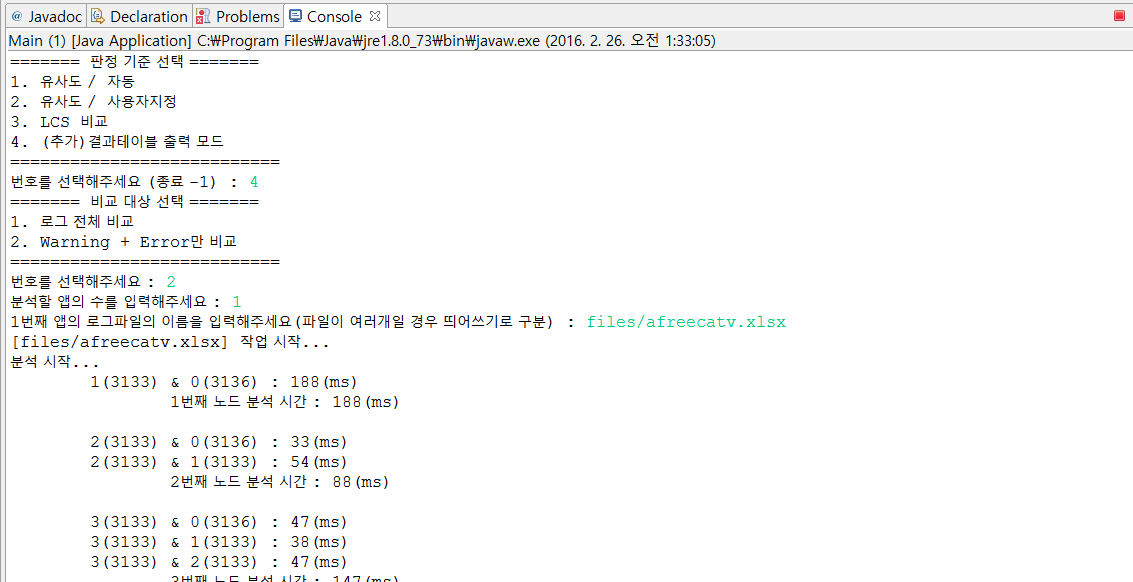 Javadoc Declaration Problems Console
Main (1) [Java Application] C:₩Program Files₩Java₩jre1.8.0_73₩bin₩javaw.exe (2016. 2. 26. 오전 1:33:05)
======= 판정 기준 선택 =======
1. 유사도 / 자동
2. 유사도 / 사용자지정
3. LCS 비교
4. (추가)결과테이블 출력 모드
===========================
번호를 선택해주세요 (종료 -1) : 4
======= 비교 대상 선택 =======
1. 로그 전체 비교
2. Warning + Error만 비교
===========================
번호를 선택해주세요 : 2
분석할 앱의 수를 입력해주세요 : 1
1번째 앱의 로그파일의 이름을 입력해주세요(파일이 여러개일 경우 띄어쓰기로 구분) : files/afreecatv.xlsx
[files/afreecatv.xlsx] 작업 시작...
분석 시작...
1(3133) & 0(3136) : 188(ms)
1번째 노드 분석 시간 : 188(ms)
2(3133) & 0(3136) : 33(ms)
2(3133) & 1(3133) : 54(ms)
2번째 노드 분석 시간 : 88(ms)
3(3133) & 0(3136) : 47(ms)
3(3133) & 1(3133) : 38(ms)
3(3133) & 2(3133) : 47(ms)
3번째 노드 분석 시간 : 147(ms)